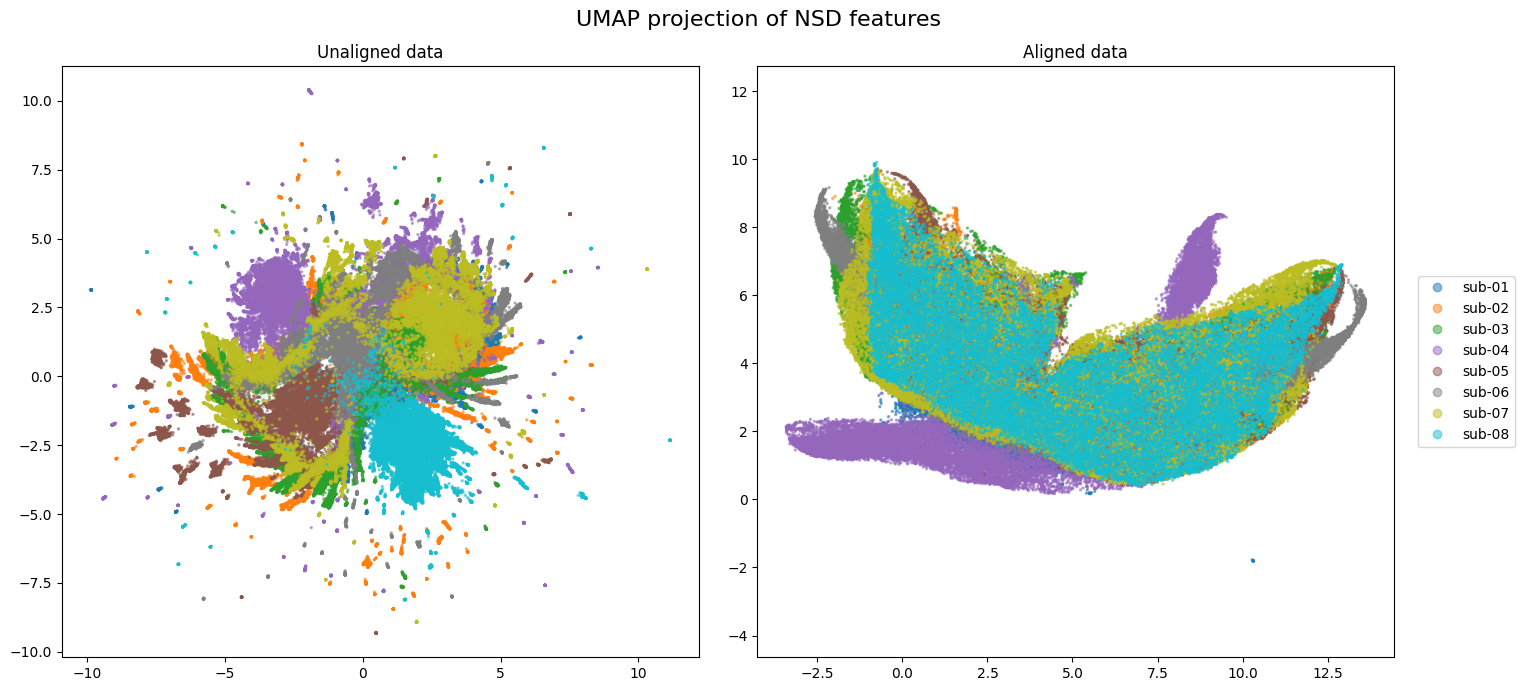 UMAP projection of NSD features
Unaligned data
10.0
7.5
5.0
2.5
0.0
−2.5
−5.0
−7.5
−10.0
−10
−5
0
5
10
Aligned data
12
10
8
6
4
2
0
−2
−4
−2.5
0.0
2.5
5.0
7.5
10.0
12.5
sub-01
sub-02
sub-03
sub-04
sub-05
sub-06
sub-07
sub-08